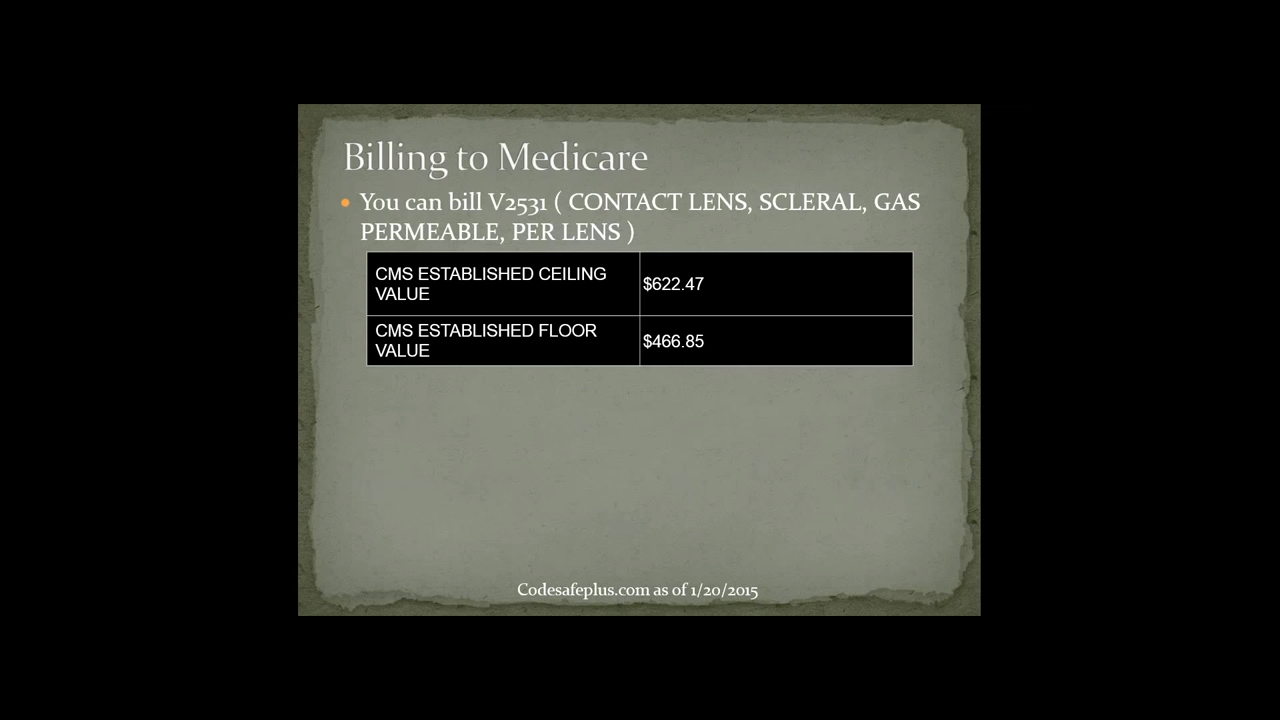 Billing to Medicare
• You can bill V2531 ( CONTACT LENS, SCLERAL, GAS
PERMEABLE, PER LENS )
CMS ESTABLISHED CEILING
VALUE
$622.47
CMS ESTABLISHED FLOOR
VALUE
$466.85
Codesafeplus.com as of 1/20/2015